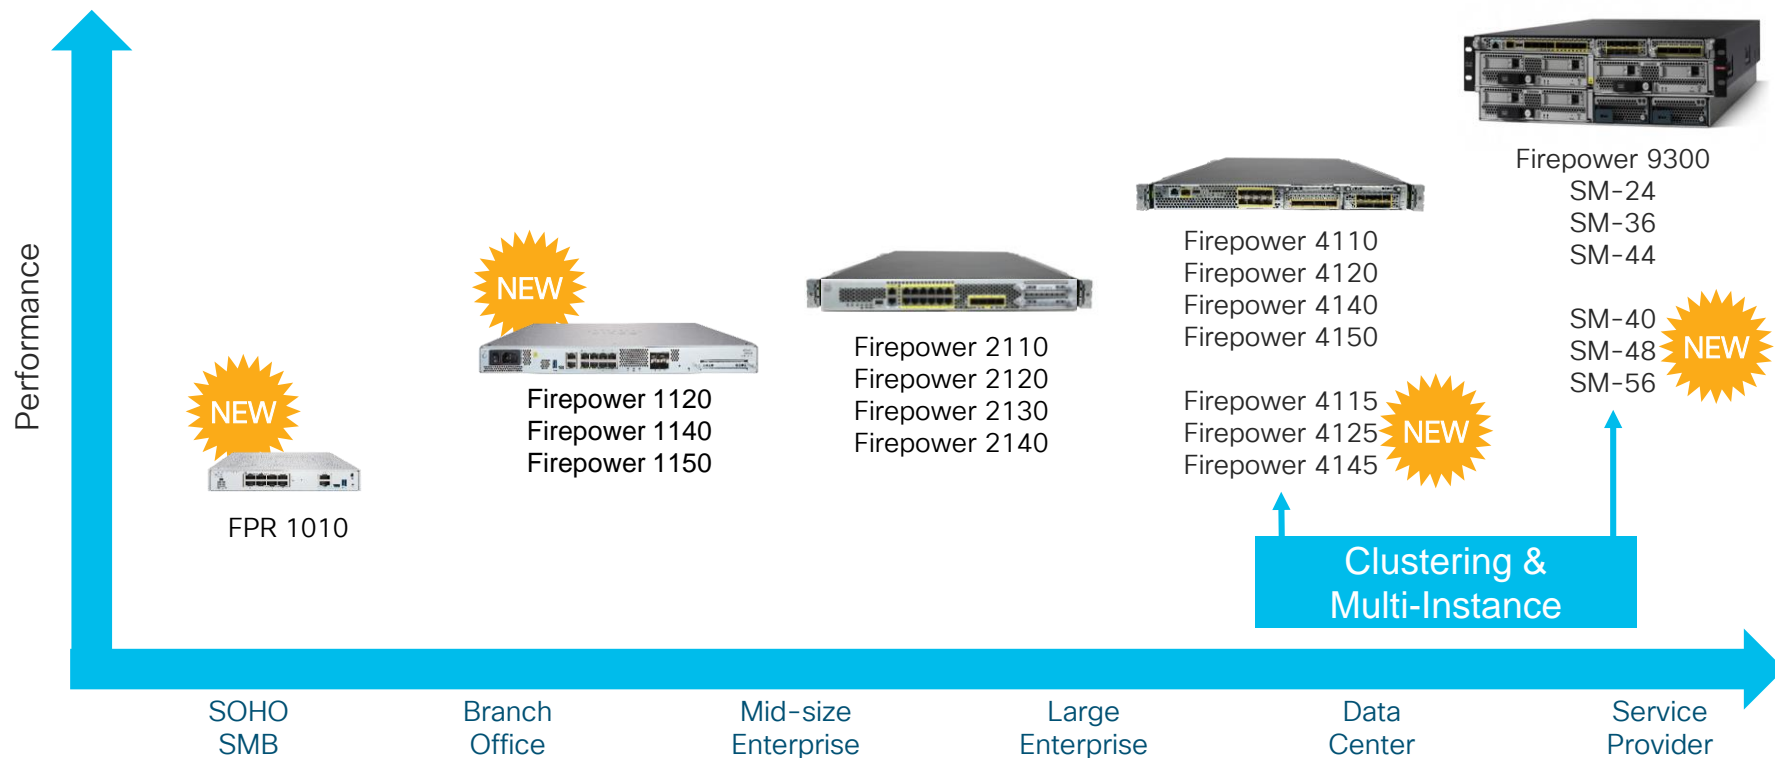 Performance
NEW
FPR 1010
NEW
Firepower 1120
Firepower 1140
Firepower 1150
Firepower 2110
Firepower 2120
Firepower 2130
Firepower 2140
Firepower 4110
Firepower 4120
Firepower 4140
Firepower 4150
Firepower 4115
Firepower 4125
Firepower 4145
NEW
Firepower 9300
SM-24
SM-36
SM-44
SM-40
SM-48
SM-56
NEW
Clustering &
Multi-Instance
SOHO
SMB
Branch
Office
Mid-size
Enterprise
Large
Enterprise
Data
Center
Service
Provider